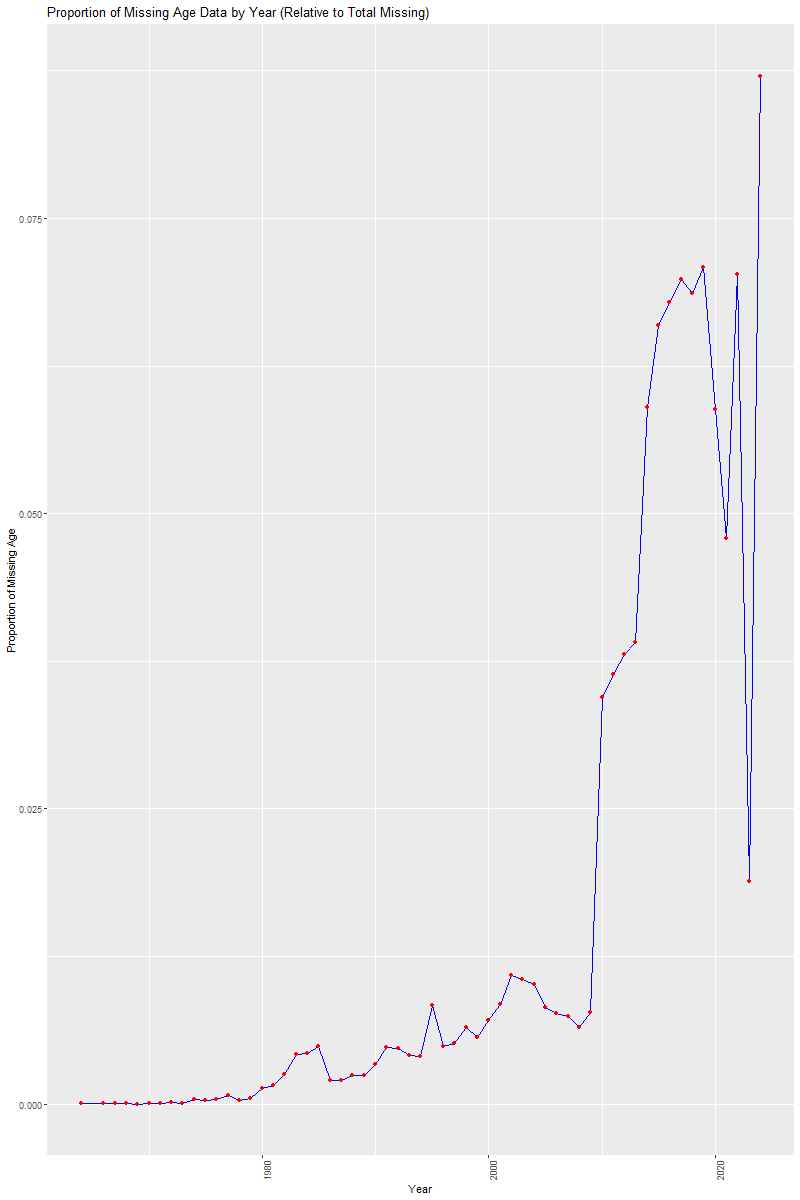 Proportion of Missing Age Data by Year (Relative to Total Missing)
0.075
0.050
0.025
0.000
Proportion of Missing Age
1980
2000
2020
Year